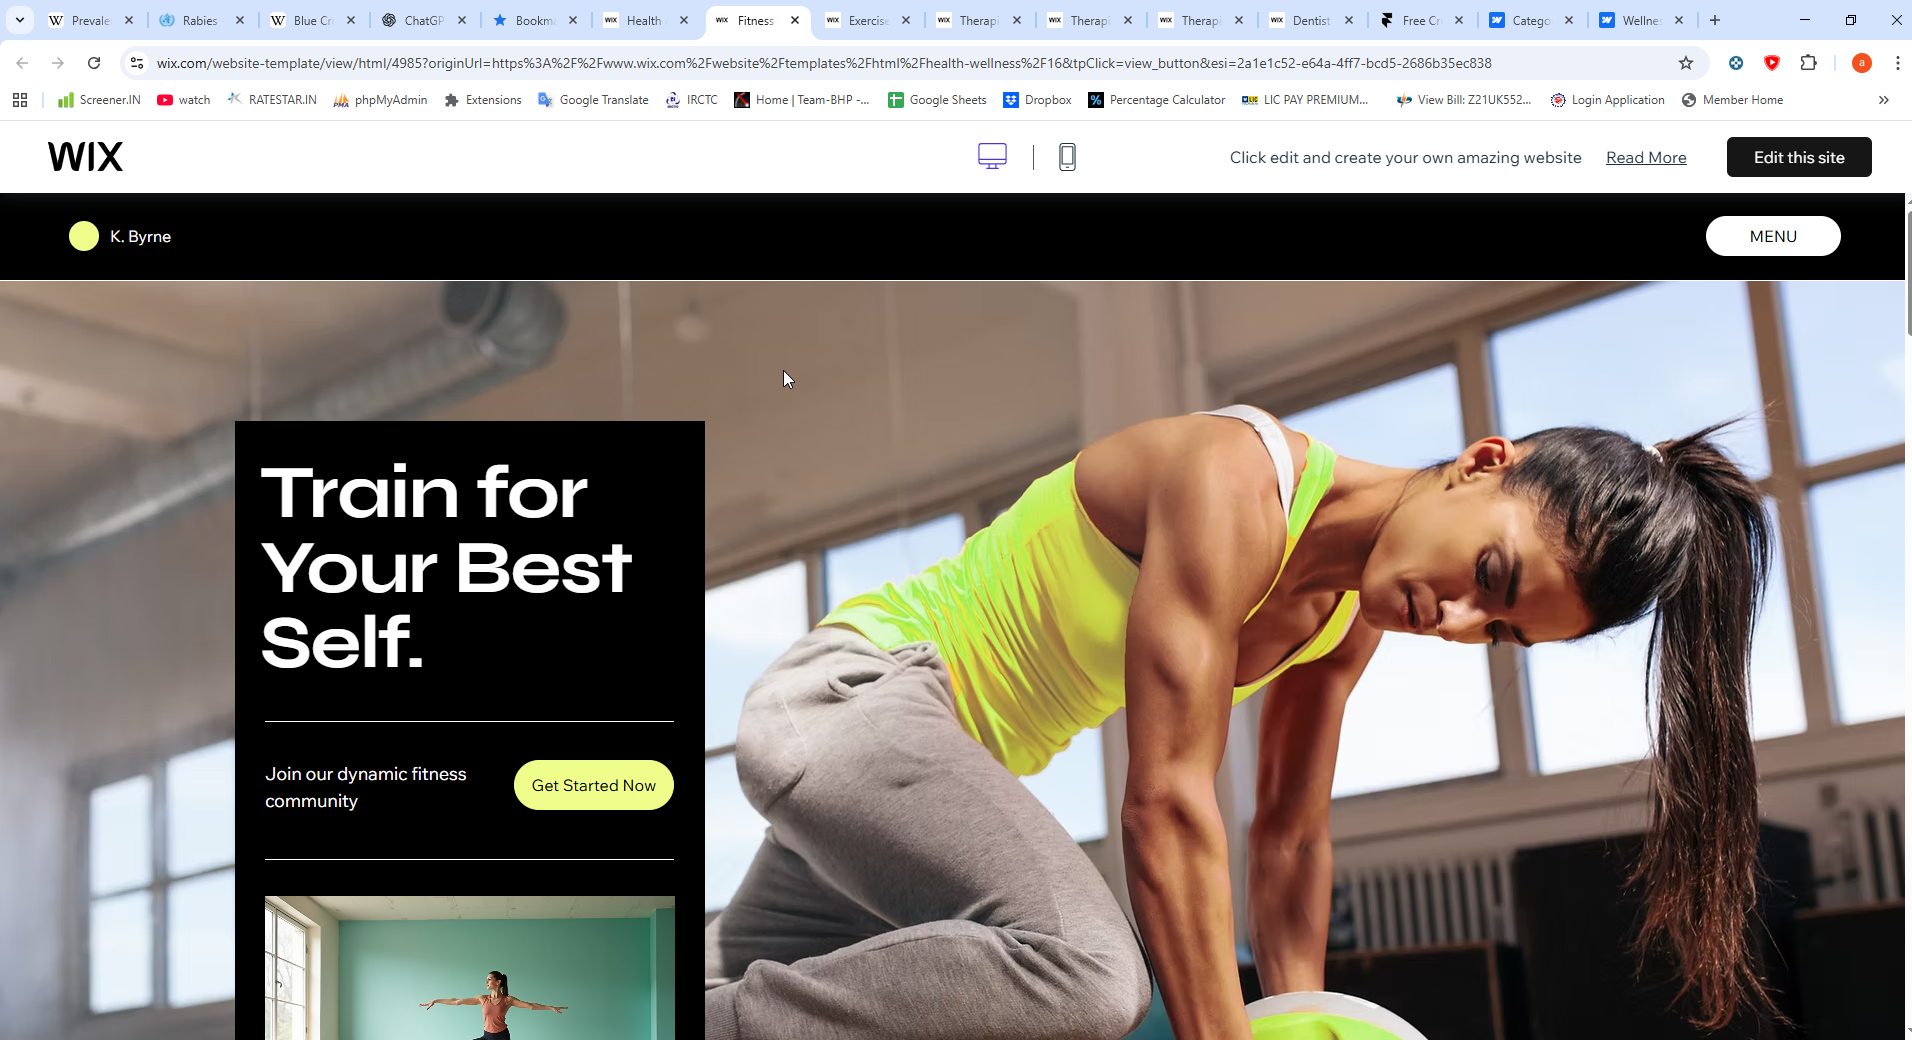 Prevale
Rabies
Blue Cr
ChatGP
Bookm
Health
Fitness
Exercise
Therapi
Therapi
Therapi
Dentist
Free Cr
Catego
Wellne
wix.com/website-template/view/html/4985?originUrl=https%3A%2F%2Fwww.wix.com%2Fwebsite%2Ftemplates%2Fhtml%2Fhealth-wellness%2F16&tpClick=view_button&esi=2a1e1c52-e64a-4ff7-bcd5-2686b35ec838
a
Screener.IN
watch
RATESTAR.IN
phpMyAdmin
Extensions
Google Translate
IRCTC
Home | Team-BHP -...
Google Sheets
Dropbox
Percentage Calculator
LIC PAY PREMIUM...
View Bill: Z21UK552...
Login Application
Member Home
WIX
Click edit and create your own amazing website
Read More
Edit this site
K. Byrne
MENU
Train for
Your Best
Self.
Join our dynamic fitness
community
Get Started Now